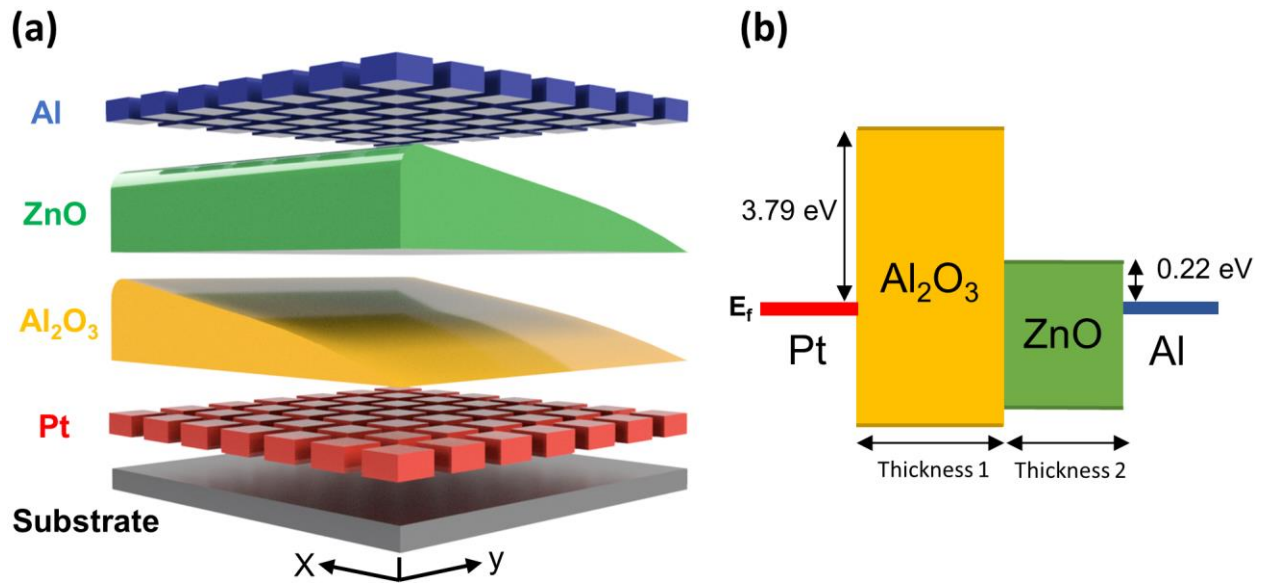 (a)
Al
ZnO
Al₂O₃
Pt
Substrate
X
y
(b)
3.79 eV
Al₂O₃
0.22 eV
E_f
ZnO
Pt
Al
Thickness 1
Thickness 2